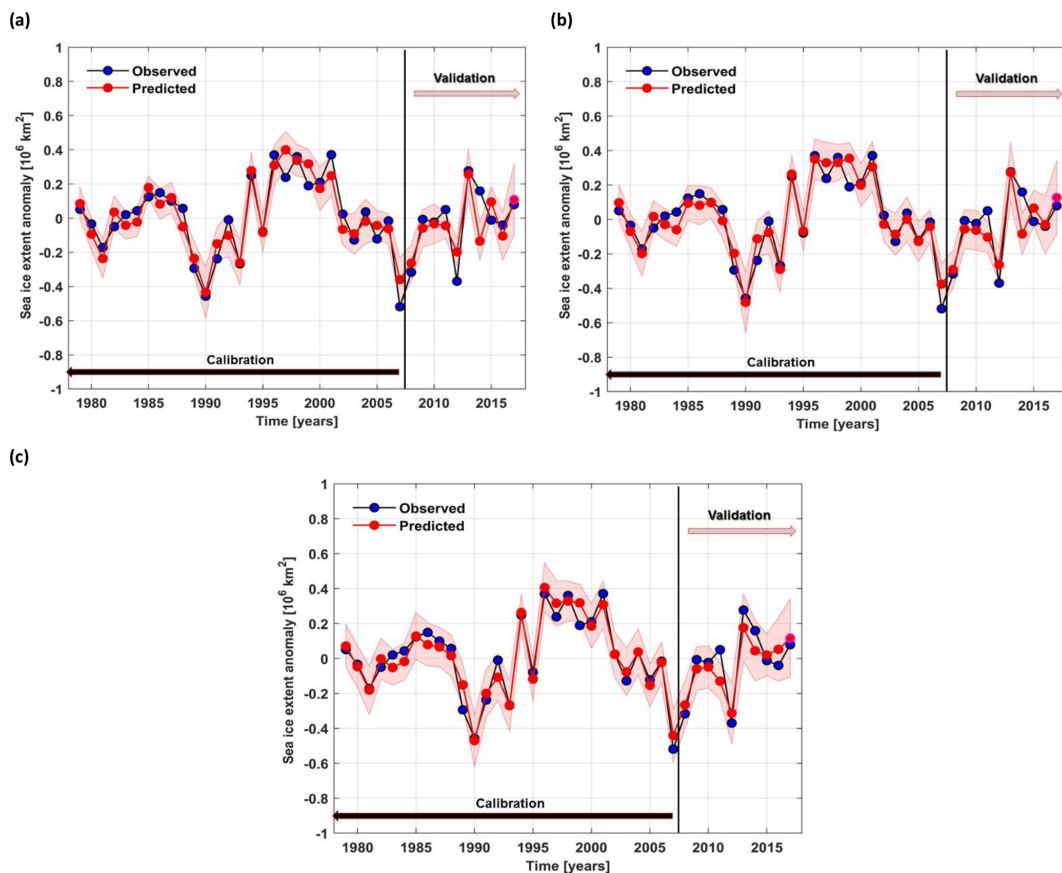 (a)
1
0.8
0.6
0.4
0.2
0
-0.2
-0.4
-0.6
-0.8
-1
Sea ice extent anomaly [10⁶ km²]
Observed
Predicted
Validation
Calibration
1980 1985 1990 1995 2000 2005 2010 2015
Time [years]
(b)
1
0.8
0.6
0.4
0.2
0
-0.2
-0.4
-0.6
-0.8
-1
Sea ice extent anomaly [10⁶ km²]
Observed
Predicted
Validation
Calibration
1980 1985 1990 1995 2000 2005 2010 2015
Time [years]
(c)
1
0.8
0.6
0.4
0.2
0
-0.2
-0.4
-0.6
-0.8
-1
Sea ice extent anomaly [10⁶ km²]
Observed
Predicted
Validation
Calibration
1980 1985 1990 1995 2000 2005 2010 2015
Time [years]